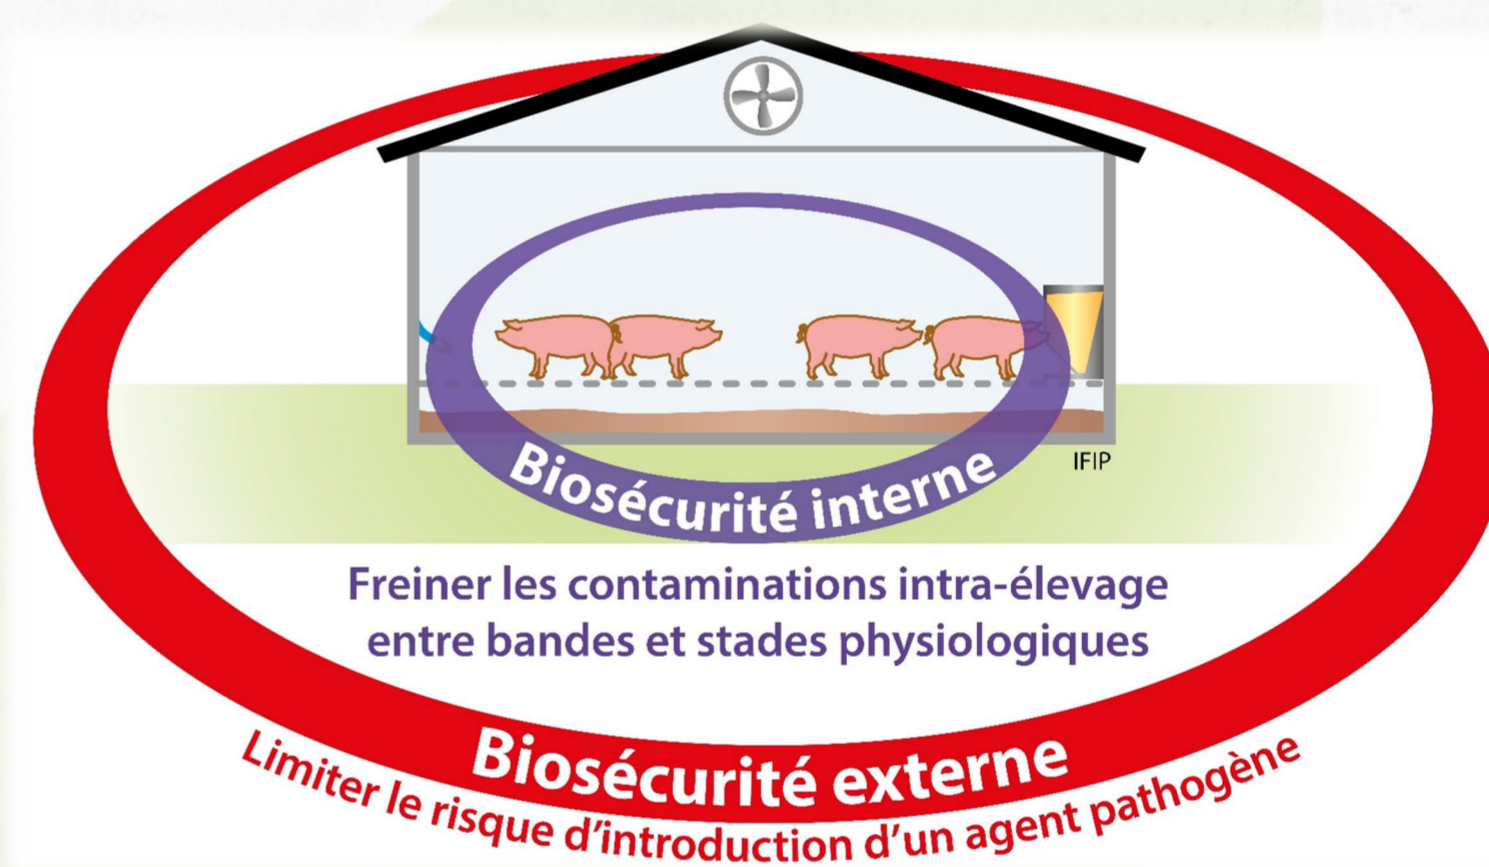 IFIP
Biosécurité interne
Freiner les contaminations intra-élevage
entre bandes et stades physiologiques
Biosécurité externe
Limiter le risque d'introduction d'un agent pathogène